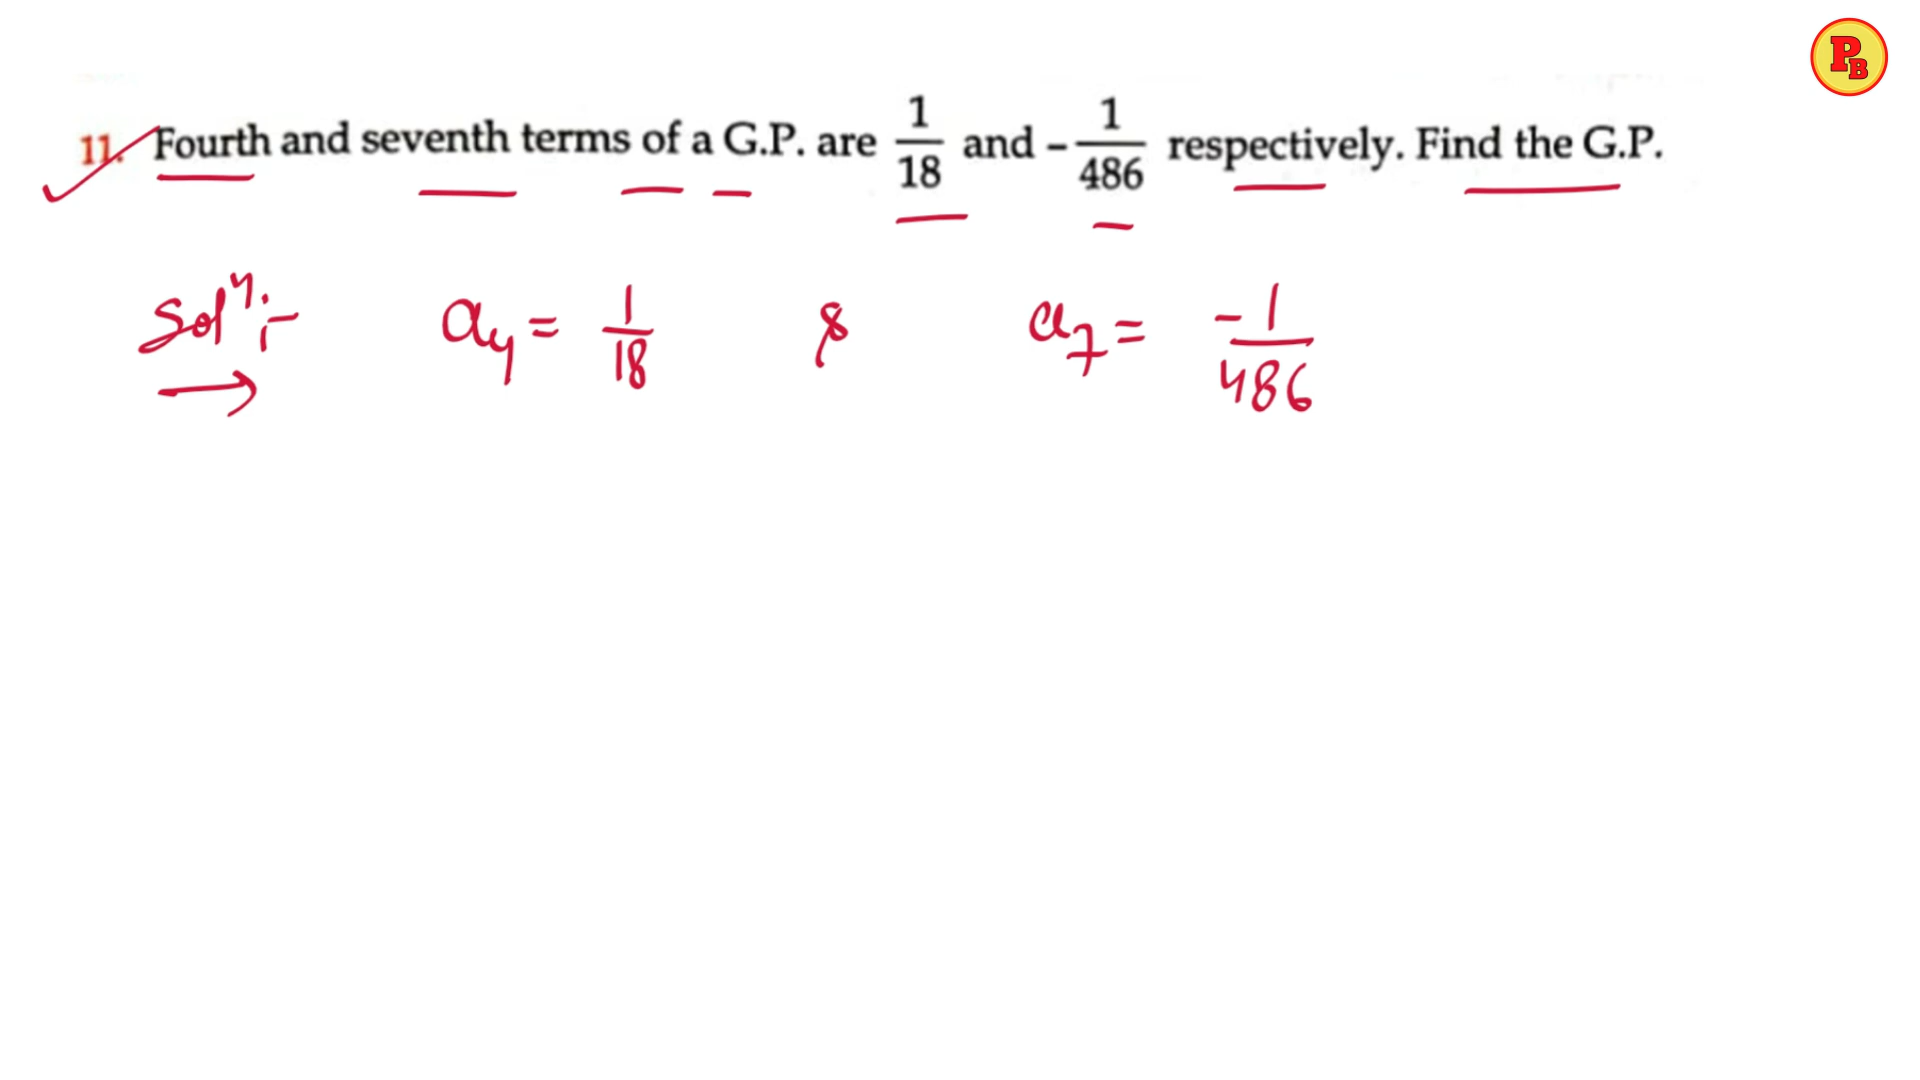 PB
11. Fourth and seventh terms of a G.P. are 1/18 and -1/486 respectively. Find the G.P.
Solⁿ:- a₄ = 1/18 & a₇ = -1/486